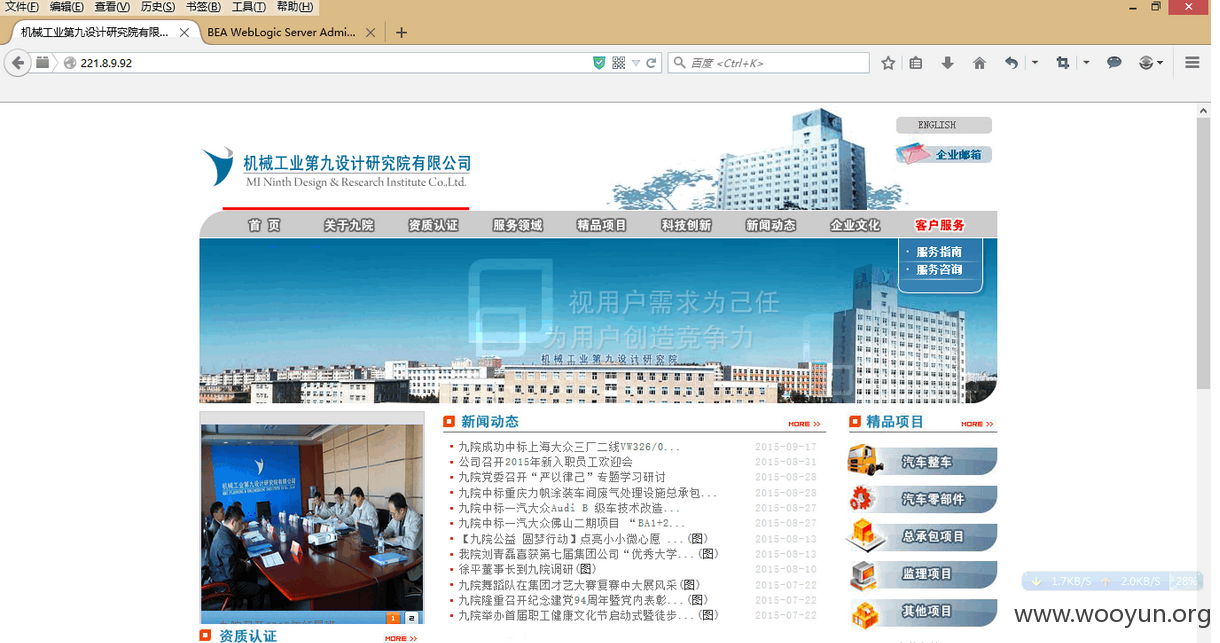 文件(F) 编辑(E) 查看(V) 历史(S) 书签(B) 工具(T) 帮助(H)
机械工业第九设计研究院有限... BEA WebLogic Server Admi...
221.8.9.92 百度 <Ctrl+K>
ENGLISH
企业邮箱
机械工业第九设计研究院有限公司
MI Ninth Design & Research Institute Co.,Ltd.
首 页 关于九院 资质认证 服务领域 精品项目 科技创新 新闻动态 企业文化 客户服务
· 服务指南
· 服务咨询
视用户需求为己任
为用户创造竞争力
机械工业第九设计研究院
新闻动态 MORE >>
九院成功中标上海大众三厂二线VW326/0... 2015-09-17
公司召开2015年新入职员工欢迎会 2015-08-31
九院党委召开“严以律己”专题学习研讨 2015-08-28
九院中标重庆力帆涂装车间废气处理设施总承包... 2015-08-28
九院中标一汽大众Audi B 级车技术改造... 2015-08-27
九院中标一汽大众佛山二期项目 “BA1+2... 2015-08-27
【九院公益 圆梦行动】点亮小小微心愿 ...(图) 2015-08-13
我院刘青磊喜获第七届集团公司“优秀大学...(图) 2015-08-13
徐平董事长到九院调研(图) 2015-08-10
九院舞蹈队在集团才艺大赛复赛中大展风采(图) 2015-07-22
九院隆重召开纪念建党94周年暨党内表彰...(图) 2015-07-22
九院举办首届职工健康文化节启动式暨徒步...(图) 2015-07-22
精品项目 MORE >>
汽车整车
汽车零部件
总承包项目
监理项目
其他项目
机械工业第九设计研究院有限公司
1 2
资质认证 MORE >>
1.7KB/S 2.0KB/S 28%
www.wooyun.org